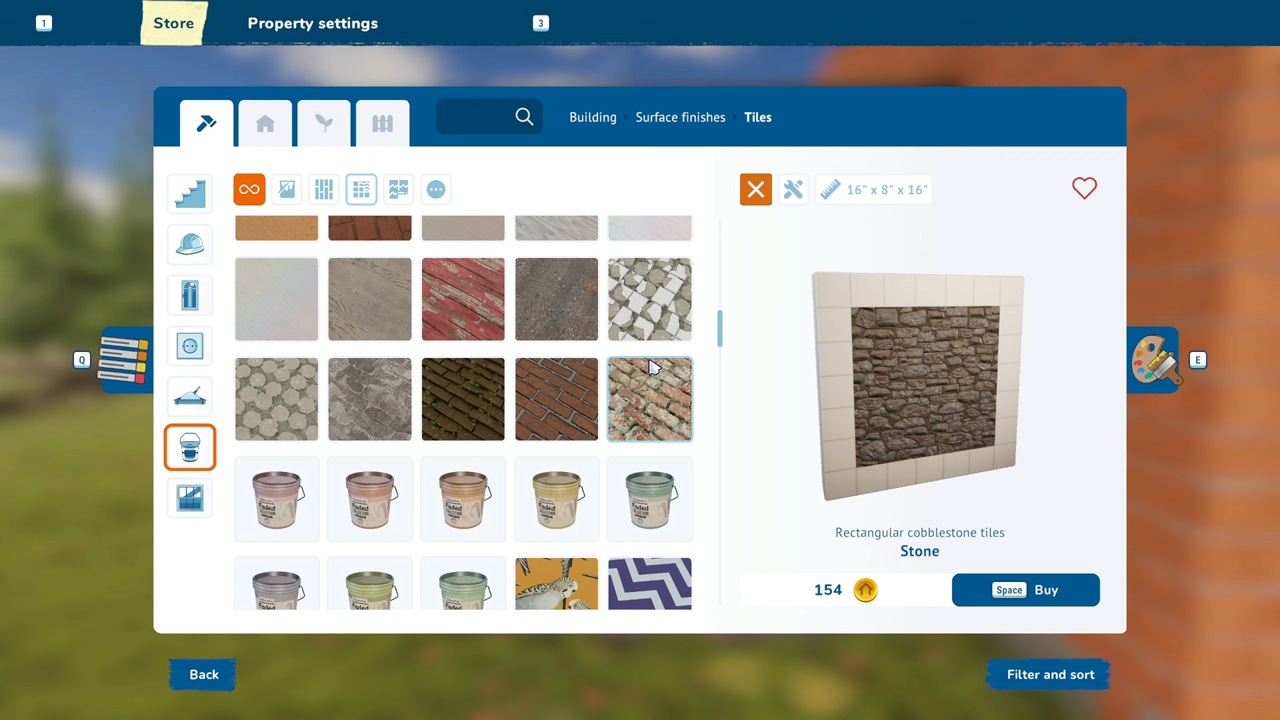 1
Store
Property settings
3
Building
Surface finishes
Tiles
16" x 8" x 16"
Q
E
Rectangular cobblestone tiles
Stone
154
Space
Buy
Back
Filter and sort